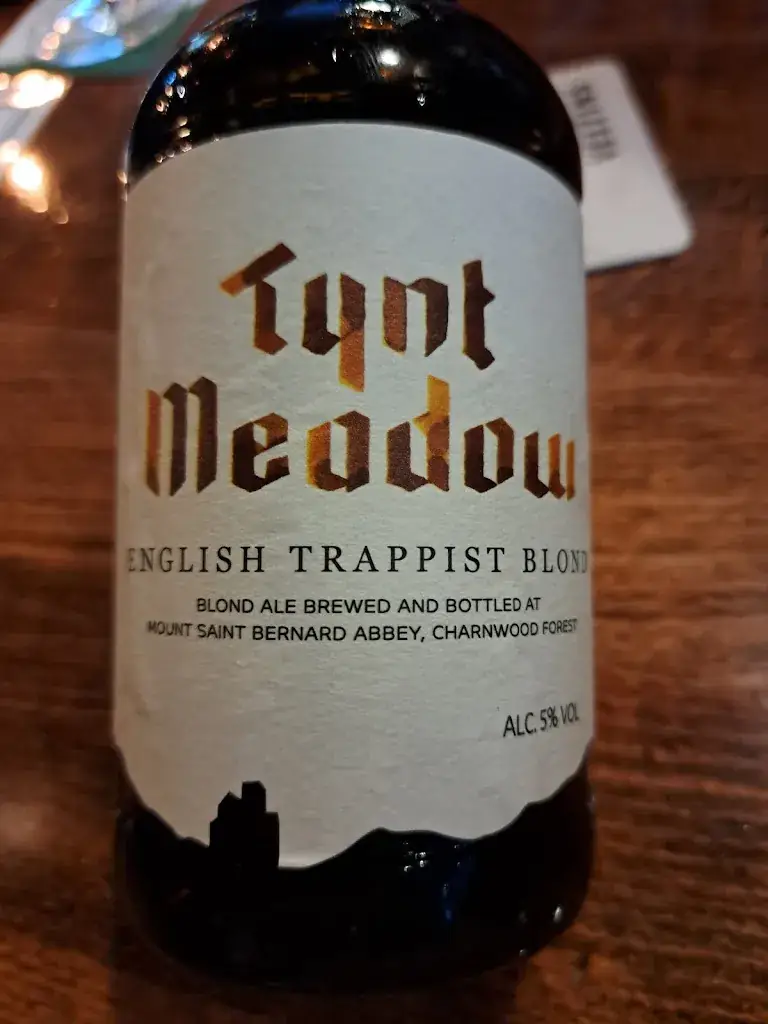 Tynt
Meadow
ENGLISH TRAPPIST BLOND
BLOND ALE BREWED AND BOTTLED AT
MOUNT SAINT BERNARD ABBEY, CHARNWOOD FOREST
ALC. 5% VOL